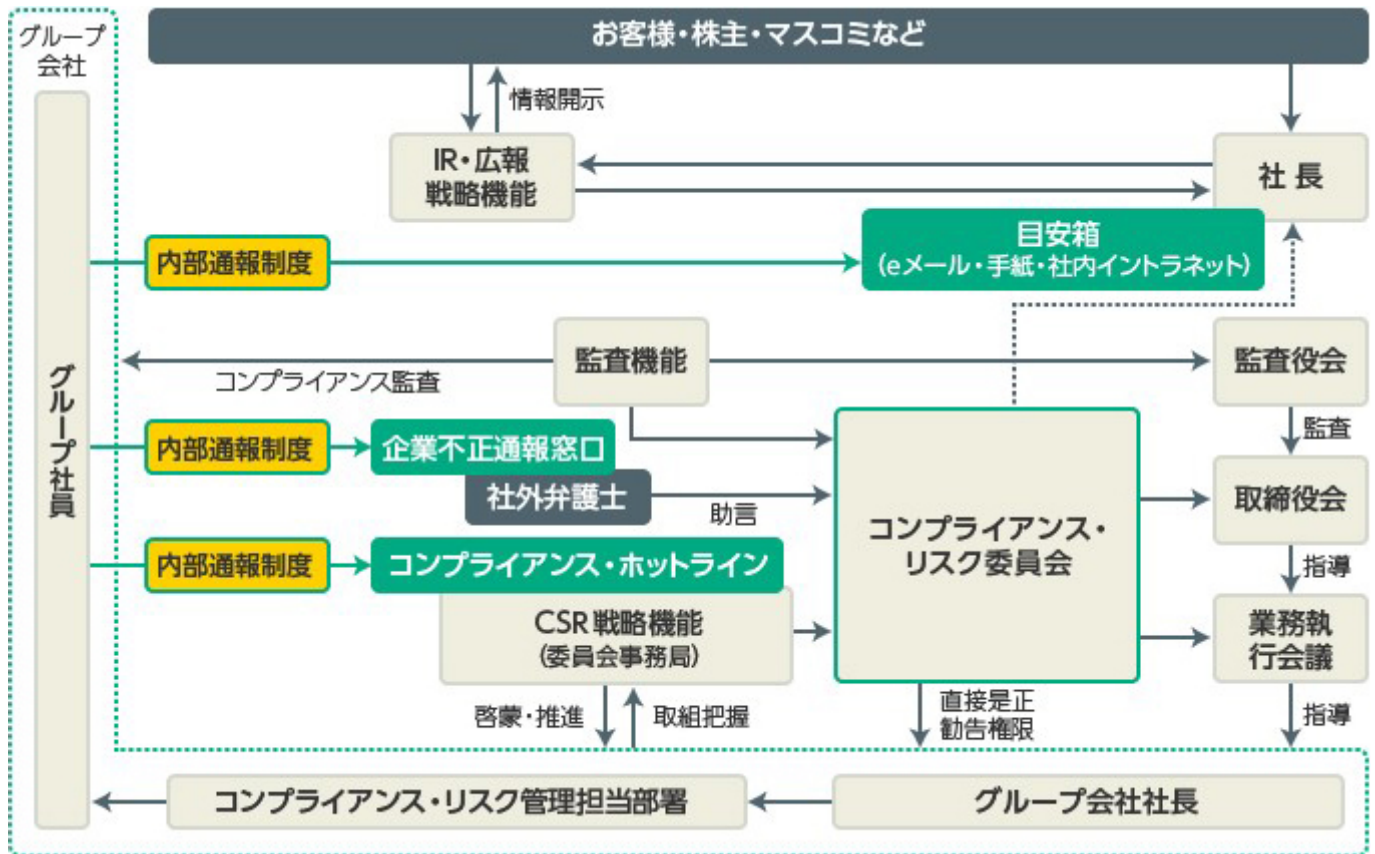 グループ
会社
お客様・株主・マスコミなど
情報開示
IR・広報
戦略機能
社長
内部通報制度
目安箱
(eメール・手紙・社内イントラネット)
監査機能
監査役会
コンプライアンス監査
監査
グループ社員
内部通報制度
企業不正通報窓口
社外弁護士
助言
コンプライアンス・
リスク委員会
取締役会
指導
内部通報制度
コンプライアンス・ホットライン
CSR戦略機能
(委員会事務局)
業務執
行会議
啓蒙・推進
取組把握
直接是正
勧告権限
指導
コンプライアンス・リスク管理担当部署
グループ会社社長